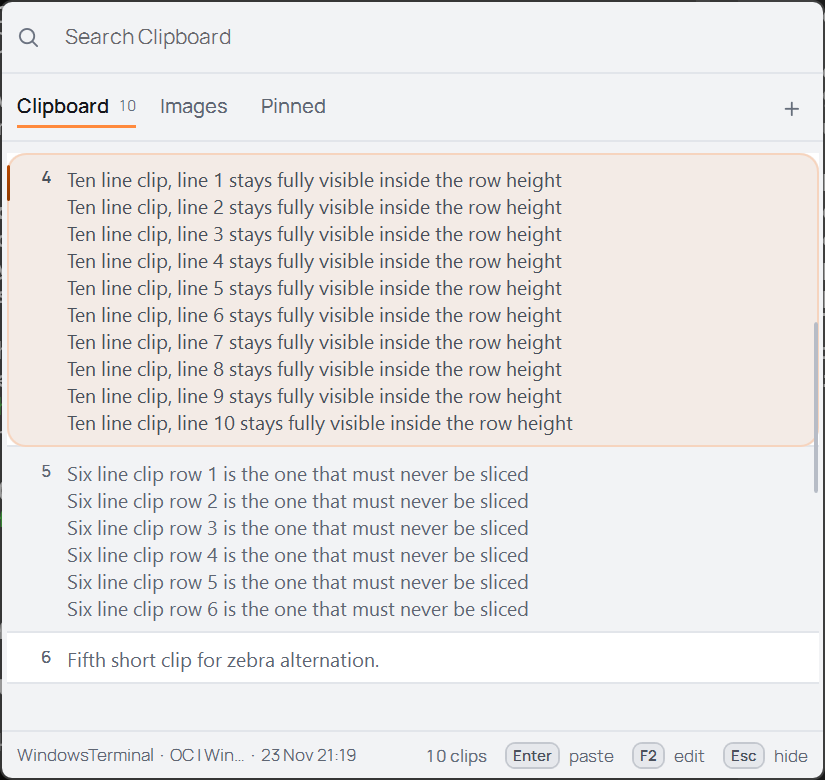 Search Clipboard
Clipboard 10 Images Pinned +
4 Ten line clip, line 1 stays fully visible inside the row height
Ten line clip, line 2 stays fully visible inside the row height
Ten line clip, line 3 stays fully visible inside the row height
Ten line clip, line 4 stays fully visible inside the row height
Ten line clip, line 5 stays fully visible inside the row height
Ten line clip, line 6 stays fully visible inside the row height
Ten line clip, line 7 stays fully visible inside the row height
Ten line clip, line 8 stays fully visible inside the row height
Ten line clip, line 9 stays fully visible inside the row height
Ten line clip, line 10 stays fully visible inside the row height
5 Six line clip row 1 is the one that must never be sliced
Six line clip row 2 is the one that must never be sliced
Six line clip row 3 is the one that must never be sliced
Six line clip row 4 is the one that must never be sliced
Six line clip row 5 is the one that must never be sliced
Six line clip row 6 is the one that must never be sliced
6 Fifth short clip for zebra alternation.
WindowsTerminal · OC | Win... · 23 Nov 21:19 10 clips Enter paste F2 edit Esc hide